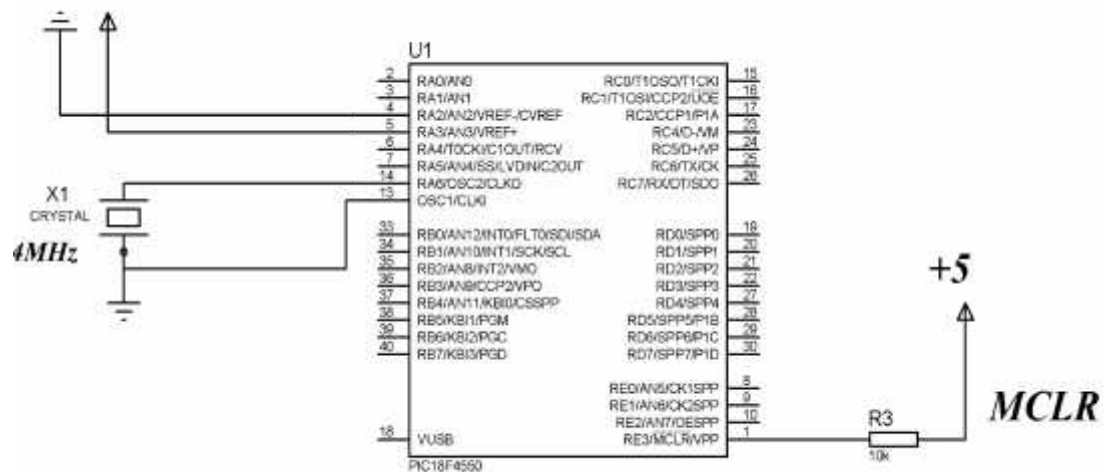 U1
2 RA0/AN0
3 RA1/AN1
4 RA2/AN2/VREF-/CVREF
5 RA3/AN3/VREF+
6 RA4/T0CKI/C1OUT/RCV
7 RA5/AN4/SS/LVDIN/C2OUT
14 RA6/OSC2/CLKO
13 OSC1/CLKI
33 RB0/AN12/INT0/FLT0/SDI/SDA
34 RB1/AN10/INT1/SCK/SCL
35 RB2/AN8/INT2/VMO
36 RB3/AN9/CCP2/VPO
37 RB4/AN11/KBI0/CSSPP
38 RB5/KBI1/PGM
39 RB6/KBI2/PGC
40 RB7/KBI3/PGD
18 VUSB
RC0/T1OSO/T1CKI 15
RC1/T1OSI/CCP2/UOE 16
RC2/CCP1/P1A 17
RC4/D-/VM 23
RC5/D+/VP 24
RC6/TX/CK 25
RC7/RX/DT/SDO 26
RD0/SPP0 19
RD1/SPP1 20
RD2/SPP2 21
RD3/SPP3 22
RD4/SPP4 27
RD5/SPP5/P1B 28
RD6/SPP6/P1C 29
RD7/SPP7/P1D 30
RE0/AN5/CK1SPP 8
RE1/AN6/CK2SPP 9
RE2/AN7/OESPP 10
RE3/MCLR/VPP 1
PIC18F4550
X1
CRYSTAL
4MHz
R3
10k
+5
MCLR